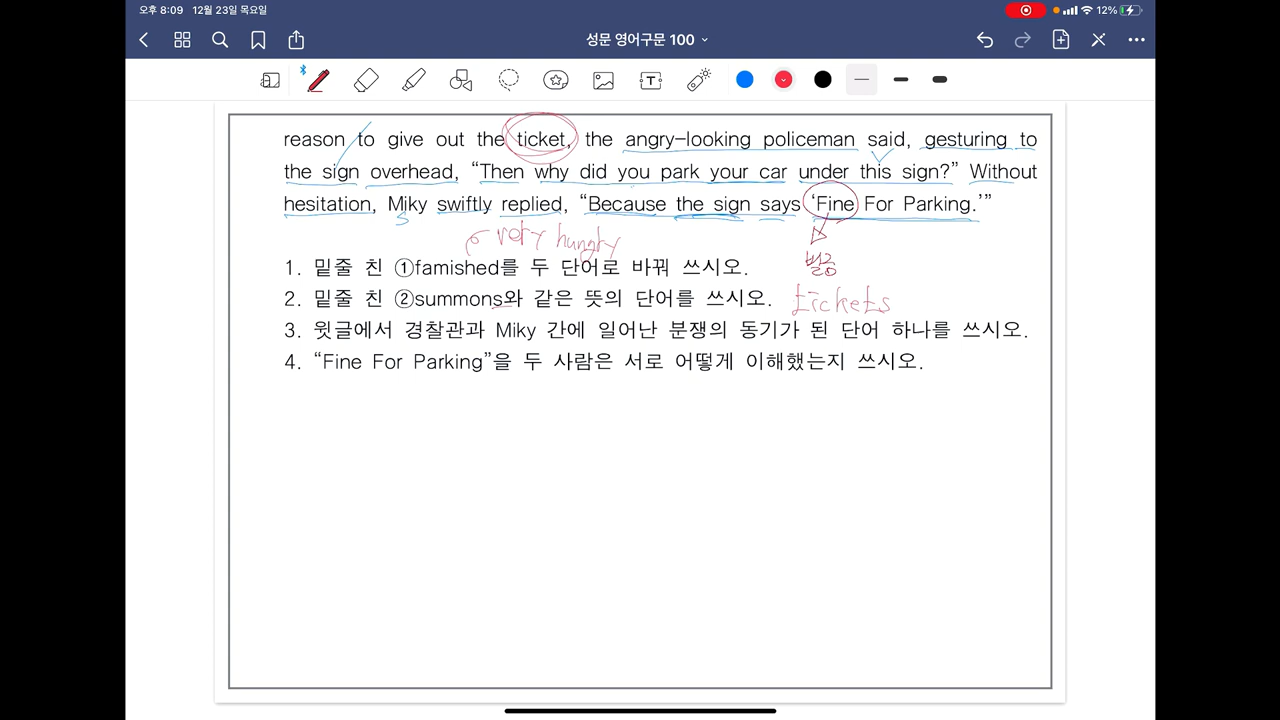 오후 8:09 12월 23일 목요일
12%
성문 영어구문 100
reason to give out the ticket, the angry-looking policeman said, gesturing to
the sign overhead, “Then why did you park your car under this sign?” Without
hesitation, Miky swiftly replied, “Because the sign says ‘Fine For Parking.’”
S
very hungry
벌금
1. 밑줄 친 ①famished를 두 단어로 바꿔 쓰시오.
2. 밑줄 친 ②summons와 같은 뜻의 단어를 쓰시오. tickets
3. 윗글에서 경찰관과 Miky 간에 일어난 분쟁의 동기가 된 단어 하나를 쓰시오.
4. “Fine For Parking”을 두 사람은 서로 어떻게 이해했는지 쓰시오.